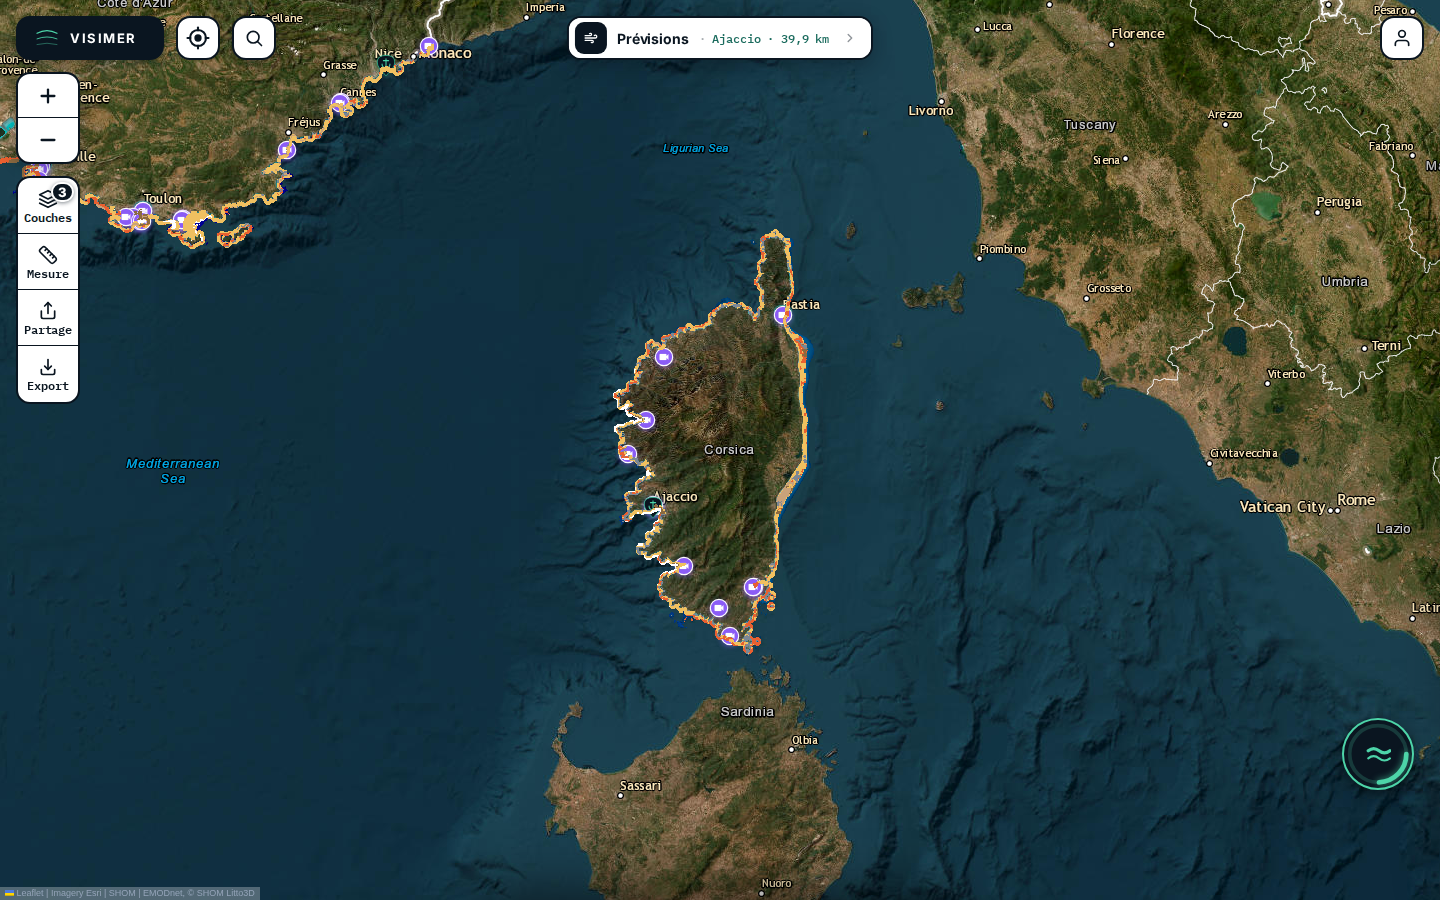 Côte d'Azur
Imperia
Pesaro
VISIMER
Prévisions · Ajaccio · 39,9 km
Lucca
Florence
Nice
Monaco
Grasse
Cannes
Livorno
Arezzo
Tuscany
Fréjus
Ligurian Sea
Fabriano
Siena
3
Couches
Toulon
Perugia
Mesure
Piombino
Umbria
Grosseto
Bastia
Partage
Terni
Viterbo
Export
Corsica
Civitavecchia
Mediterranean
Sea
Ajaccio
Vatican City
Rome
Lazio
Sardinia
Olbia
Sassari
Nuoro
Leaflet | Imagery Esri | SHOM | EMODnet, © SHOM Litto3D